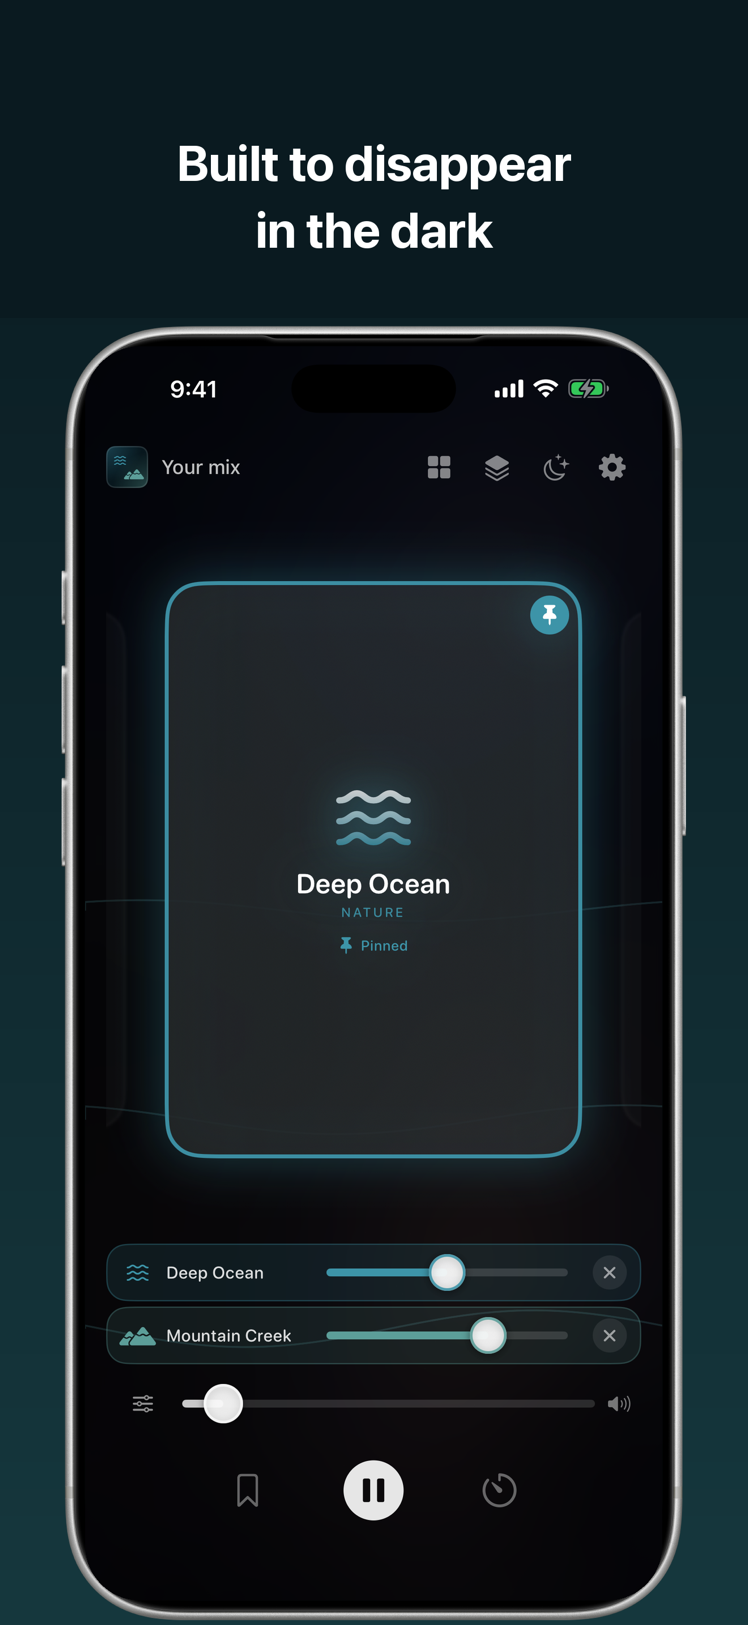 Built to disappear
in the dark
9:41
Your mix
Deep Ocean
NATURE
Pinned
Deep Ocean
Mountain Creek